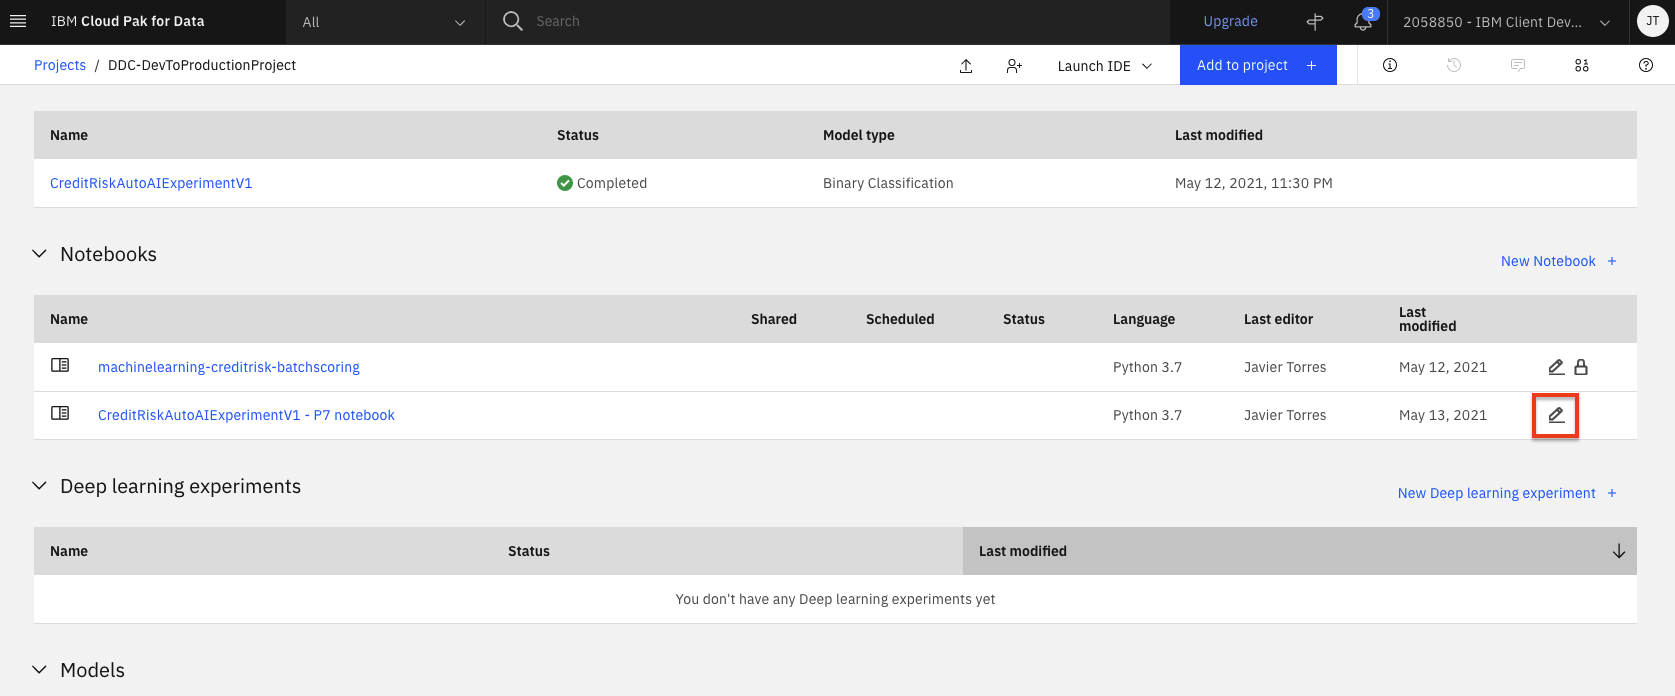 IBM Cloud Pak for Data All Search Upgrade 3 2058850 - IBM Client Dev... JT
Projects / DDC-DevToProductionProject Launch IDE Add to project +
Name Status Model type Last modified
CreditRiskAutoAIExperimentV1 Completed Binary Classification May 12, 2021, 11:30 PM
Notebooks
New Notebook +
Name Shared Scheduled Status Language Last editor Last modified
machinelearning-creditrisk-batchscoring Python 3.7 Javier Torres May 12, 2021
CreditRiskAutoAIExperimentV1 - P7 notebook Python 3.7 Javier Torres May 13, 2021
Deep learning experiments
New Deep learning experiment +
Name Status Last modified
You don't have any Deep learning experiments yet
Models